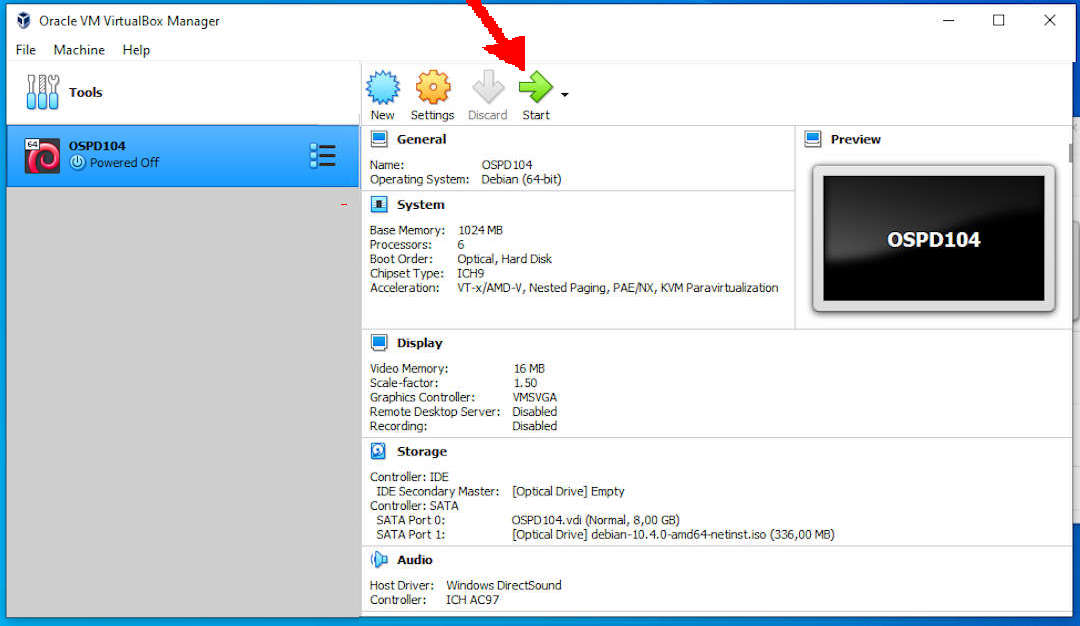 Oracle VM VirtualBox Manager
File Machine Help
Tools
New Settings Discard Start
64 OSPD104
Powered Off
General
Name: OSPD104
Operating System: Debian (64-bit)
Preview
OSPD104
System
Base Memory: 1024 MB
Processors: 6
Boot Order: Optical, Hard Disk
Chipset Type: ICH9
Acceleration: VT-x/AMD-V, Nested Paging, PAE/NX, KVM Paravirtualization
Display
Video Memory: 16 MB
Scale-factor: 1.50
Graphics Controller: VMSVGA
Remote Desktop Server: Disabled
Recording: Disabled
Storage
Controller: IDE
IDE Secondary Master: [Optical Drive] Empty
Controller: SATA
SATA Port 0: OSPD104.vdi (Normal, 8,00 GB)
SATA Port 1: [Optical Drive] debian-10.4.0-amd64-netinst.iso (336,00 MB)
Audio
Host Driver: Windows DirectSound
Controller: ICH AC97